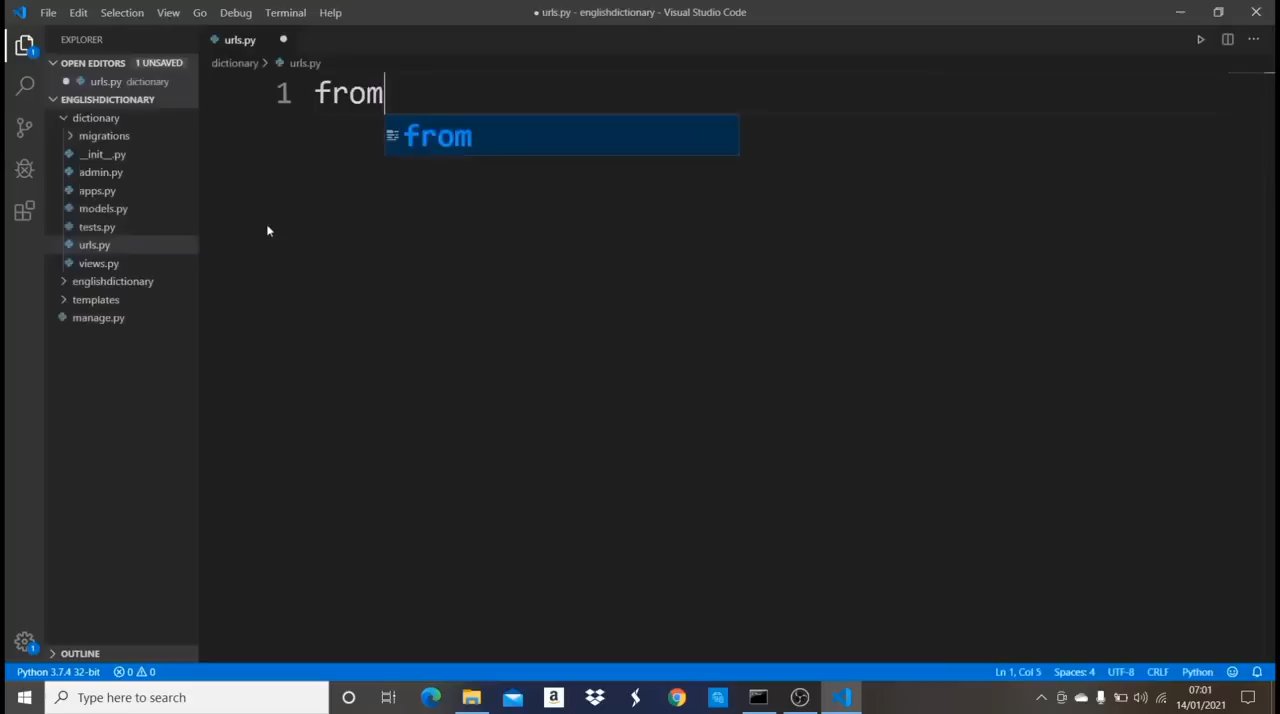 File Edit Selection View Go Debug Terminal Help
● urls.py - englishdictionary - Visual Studio Code
EXPLORER
urls.py
OPEN EDITORS 1 UNSAVED
dictionary > urls.py
urls.py dictionary
ENGLISHDICTIONARY
1 from
from
dictionary
migrations
__init__.py
admin.py
apps.py
models.py
tests.py
urls.py
views.py
englishdictionary
templates
manage.py
1
1
OUTLINE
Python 3.7.4 32-bit 0 0
Ln 1, Col 5 Spaces: 4 UTF-8 CRLF Python
Type here to search
a
07:01
14/01/2021